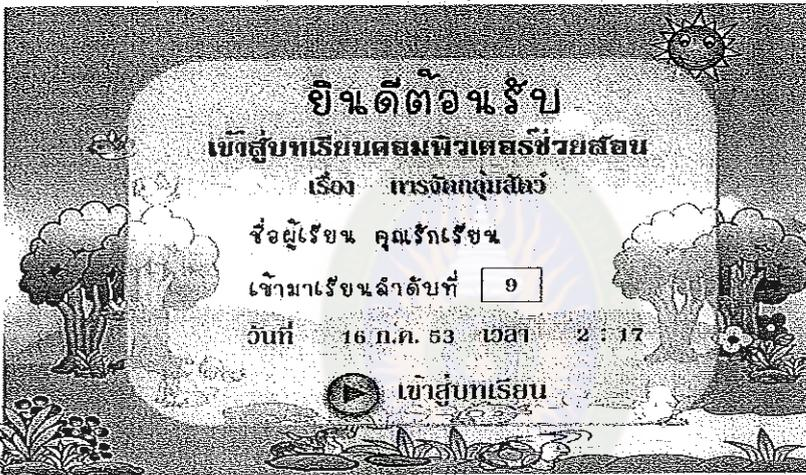 ยินดีต้อนรับ
เข้าสู่บทเรียนคอมพิวเตอร์ช่วยสอน
เรื่อง การจัดกลุ่มสัตว์
ชื่อผู้เรียน คุณรักเรียน
เข้ามาเรียนลำดับที่ 9
วันที่ 16 ก.ค. 53 เวลา 2 : 17
เข้าสู่บทเรียน